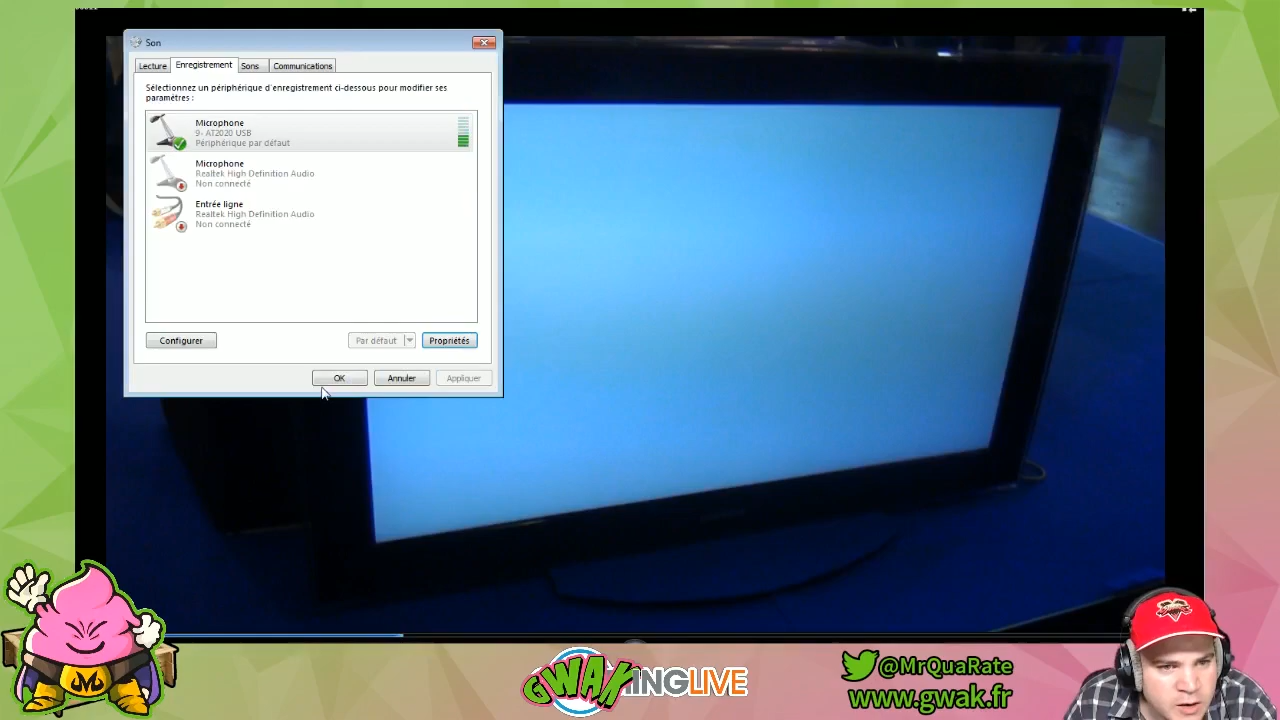 Son
Lecture
Enregistrement
Sons
Communications
Sélectionnez un périphérique d'enregistrement ci-dessous pour modifier ses
paramètres :
Microphone
9- AT2020 USB
Périphérique par défaut
Microphone
Realtek High Definition Audio
Non connecté
Entrée ligne
Realtek High Definition Audio
Non connecté
Configurer
Par défaut
Propriétés
OK
Annuler
Appliquer
GWAKMINGLIVE
@MrQuaRate
www.gwak.fr